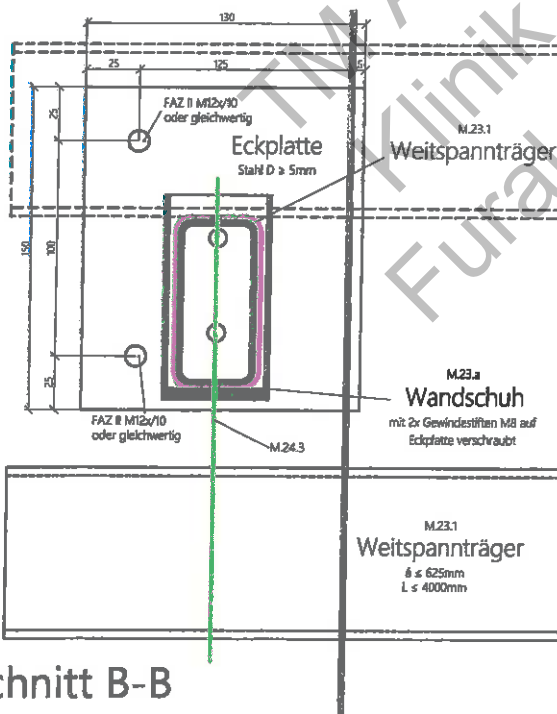 130
25
125
5
TM
Klinik
FAZ II M12x/10
oder gleichwertig
25
Eckplatte
Stahl D ≥ 5mm
M.23.1
Weitspannträger
150
100
M.23.a
Wandschuh
mit 2x Gewindestiften M8 auf
Eckplatte verschraubt
25
FAZ II M12x/10
oder gleichwertig
M.24.3
M.23.1
Weitspannträger
L ≤ 4000mm
chnitt B-B